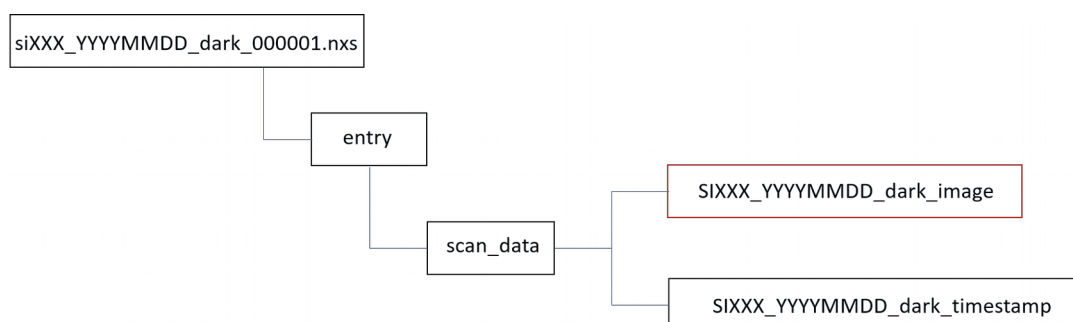 siXXX_YYYYMMDD_dark_000001.nxs
entry
SIXXX_YYYYMMDD_dark_image
scan_data
SIXXX_YYYYMMDD_dark_timestamp